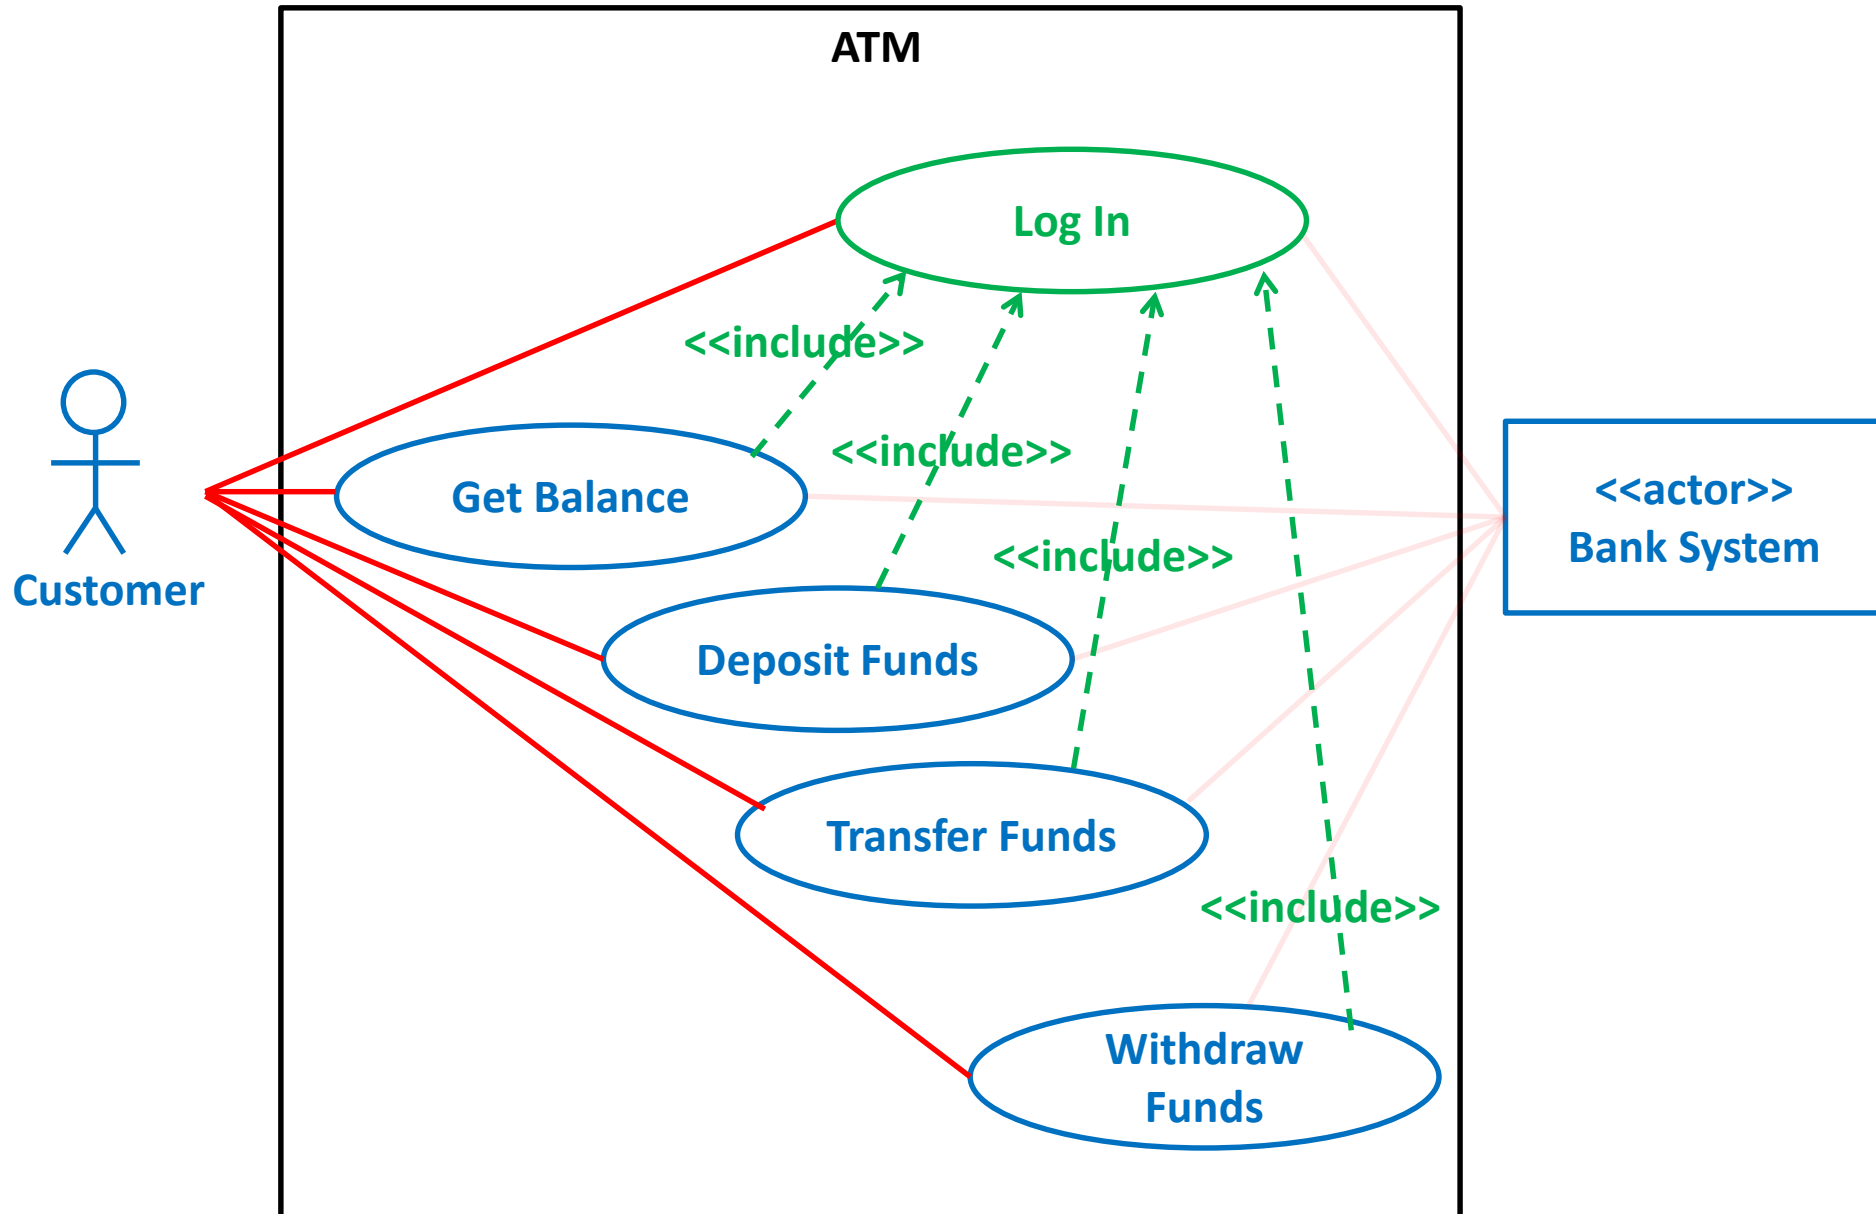 ATM
Log In
<<include>>
Get Balance
<<include>>
<<actor>>
Bank System
<<include>>
Customer
Deposit Funds
Transfer Funds
<<include>>
Withdraw
Funds